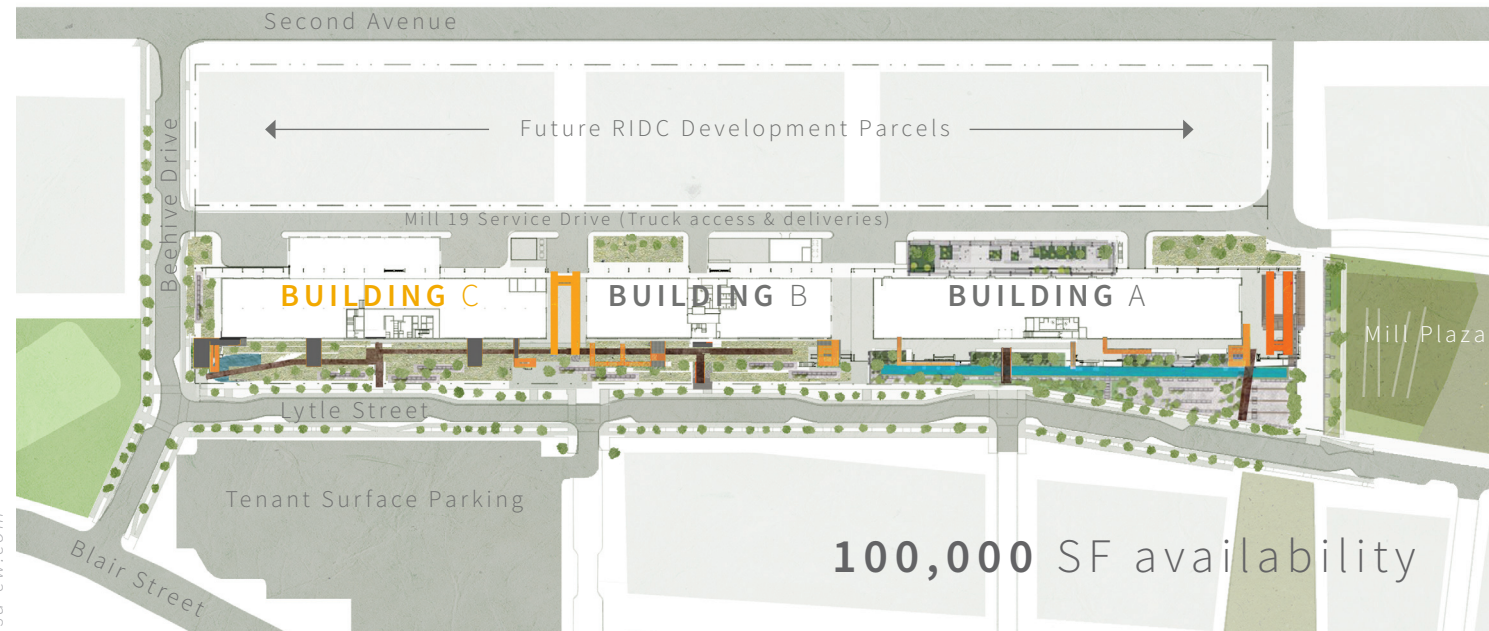 Second Avenue
Beehive Drive
Future RIDC Development Parcels
Mill 19 Service Drive (Truck access & deliveries)
BUILDING C
BUILDING B
BUILDING A
Mill Plaza
Lytle Street
Tenant Surface Parking
Blair Street
100,000 SF availability